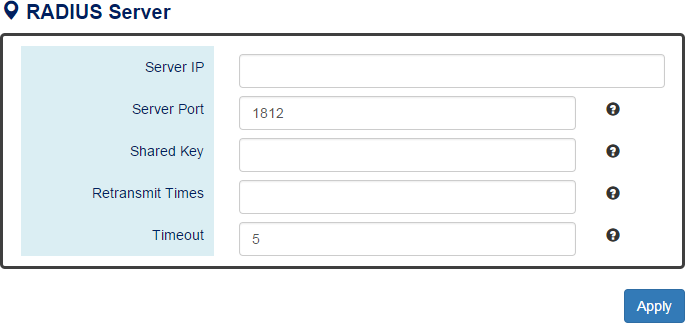 RADIUS Server
Server IP
Server Port 1812 ?
Shared Key ?
Retransmit Times ?
Timeout 5 ?
Apply